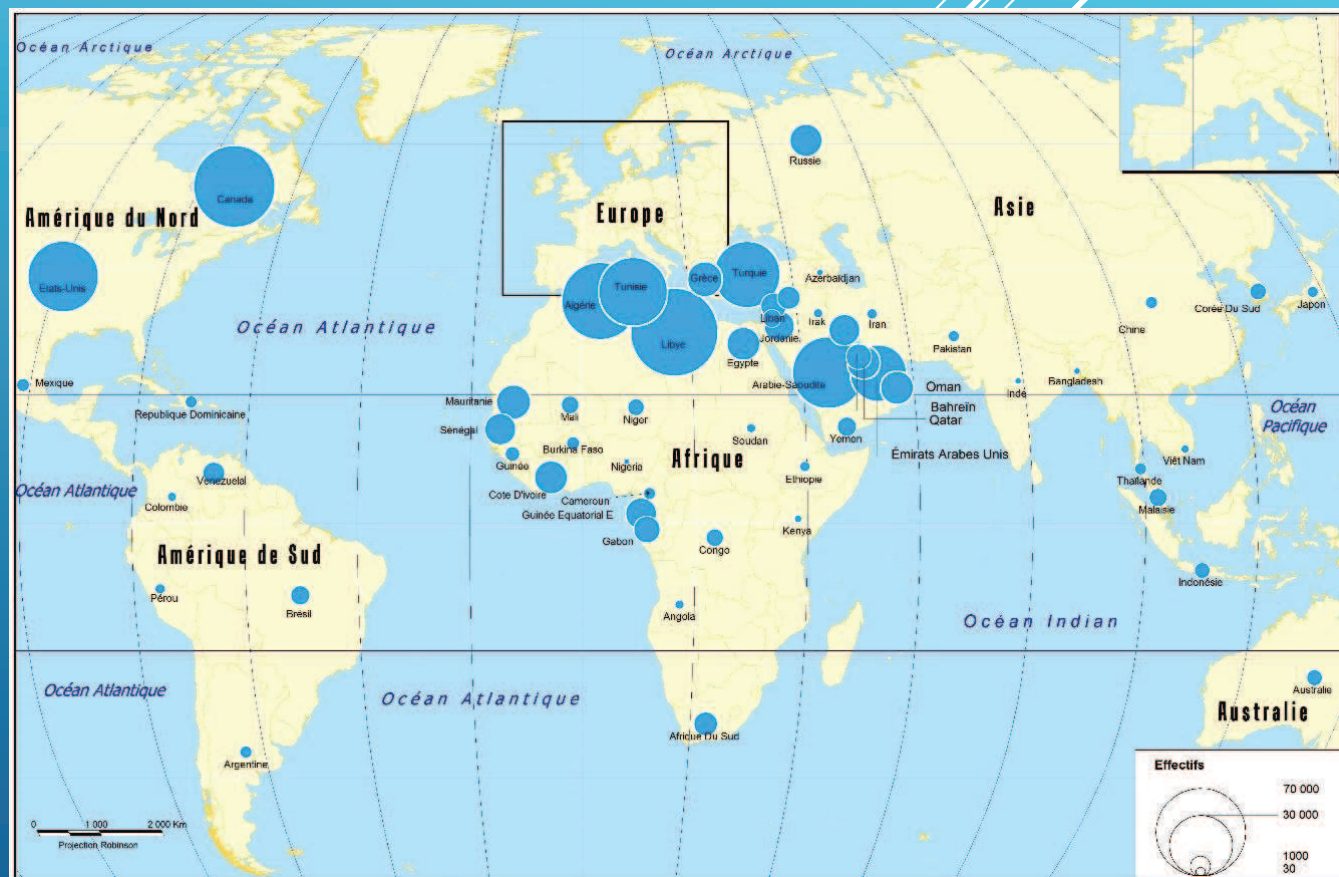 Océan Arctique
Océan Arctique
Russie
Canada
Amérique du Nord
Europe
Asie
Etats-Unis
Grèce
Turquie
Azerbaïdjan
Tunisie
Algérie
Corée Du Sud
Japon
Chine
Océan Atlantique
Liban
Irak
Iran
Libye
Jordanie
Pakistan
Egypte
Mexique
Arabie-Saoudite
Bangladesh
Inde
Oman
Republique Dominicaine
Mauritanie
Mali
Niger
Bahreïn
Qatar
Océan
Pacifique
Sénégal
Soudan
Yemen
Burkina Faso
Guinée
Nigeria
Afrique
Émirats Arabes Unis
Viêt Nam
Venezuelal
Ethiopie
Thaïlande
Océan Atlantique
Cote D'Ivoire
Cameroun
Colombie
Malaisie
Guinée Equatorial E
Kenya
Gabon
Congo
Amérique de Sud
Indonésie
Pérou
Brésil
Angola
Océan Indian
Océan Atlantique
Océan Atlantique
Australie
Australie
Afrique Du Sud
Argentine
Effectifs
70 000
30 000
1000
30
0 1 000 2 000 Km
Projection Robinson